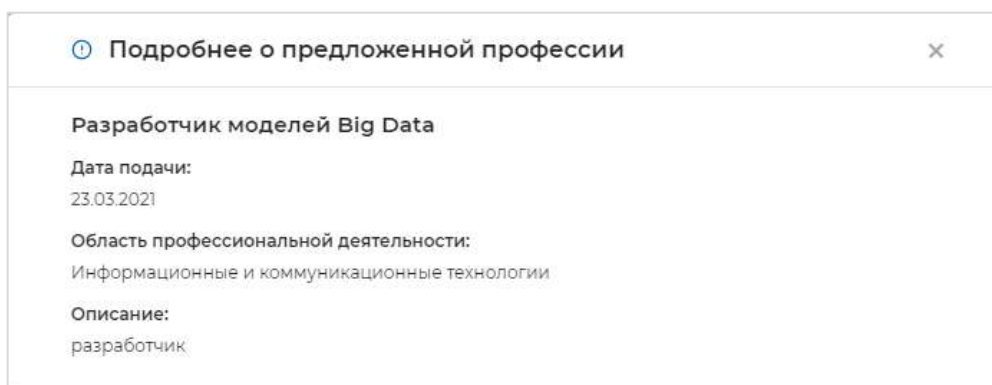 Подробнее о предложенной профессии
Разработчик моделей Big Data
Дата подачи:
23.03.2021
Область профессиональной деятельности:
Информационные и коммуникационные технологии
Описание:
разработчик